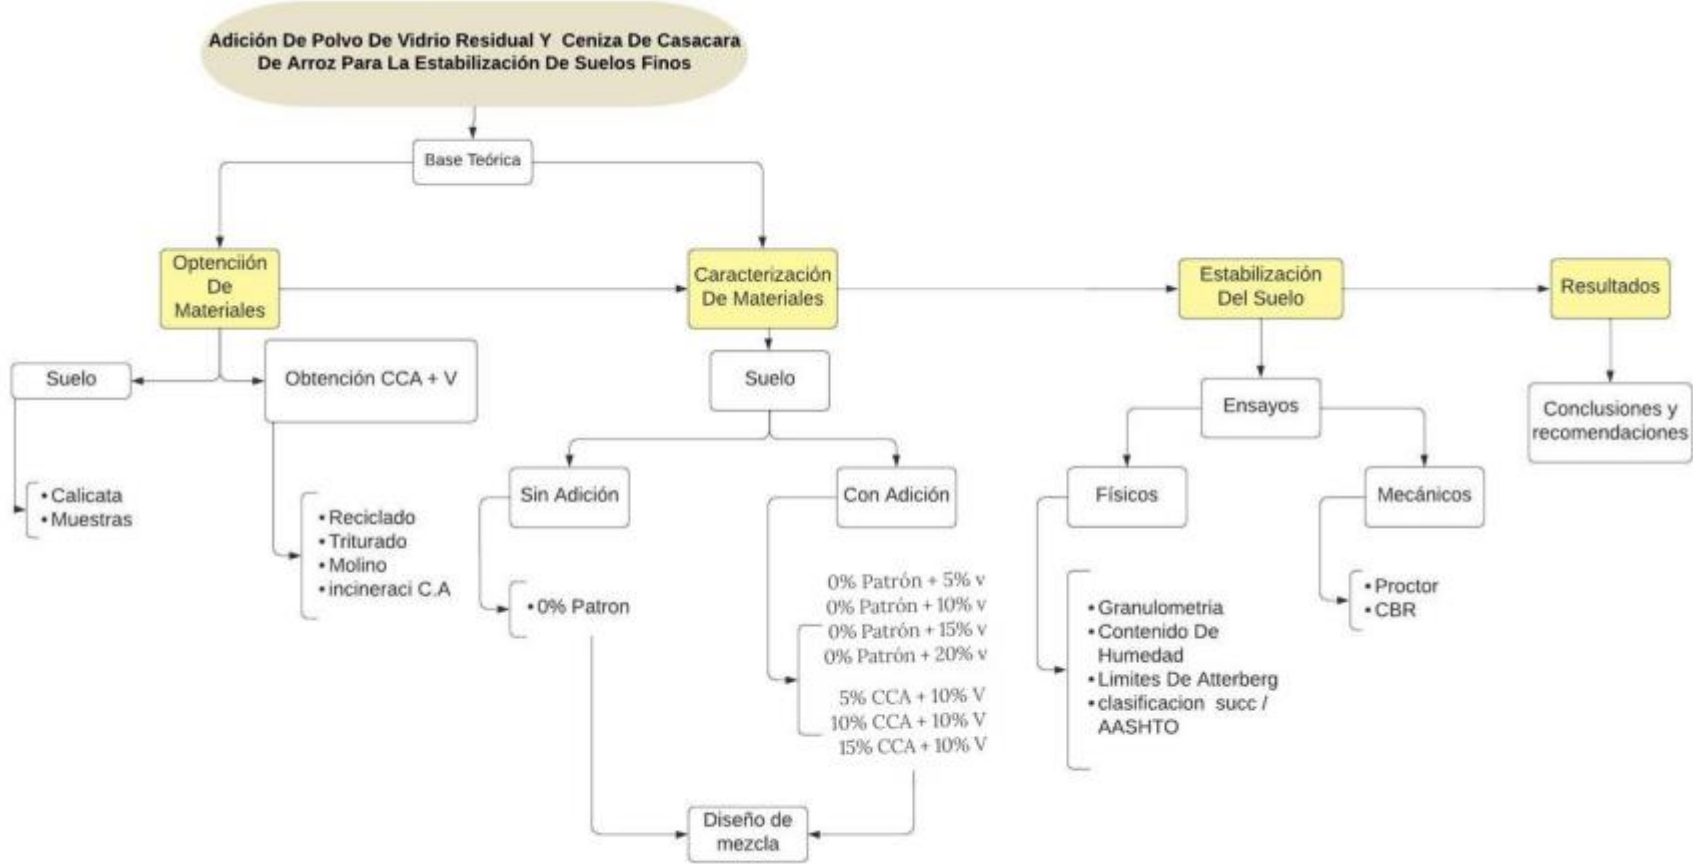 Adición De Polvo De Vidrio Residual Y Ceniza De Casacara
De Arroz Para La Estabilización De Suelos Finos
Base Teórica
Optenciión
De
Materiales
Caracterización
De Materiales
Estabilización
Del Suelo
Resultados
Suelo
Obtención CCA + V
Suelo
Ensayos
Conclusiones y
recomendaciones
• Calicata
• Muestras
• Reciclado
• Triturado
• Molino
• incineraci C.A
Sin Adición
Con Adición
Físicos
Mecánicos
• 0% Patron
0% Patrón + 5% v
0% Patrón + 10% v
0% Patrón + 15% v
0% Patrón + 20% v
5% CCA + 10% V
10% CCA + 10% V
15% CCA + 10% V
• Granulometria
• Contenido De
Humedad
• Limites De Atterberg
• clasificacion succ /
AASHTO
• Proctor
• CBR
Diseño de
mezcla